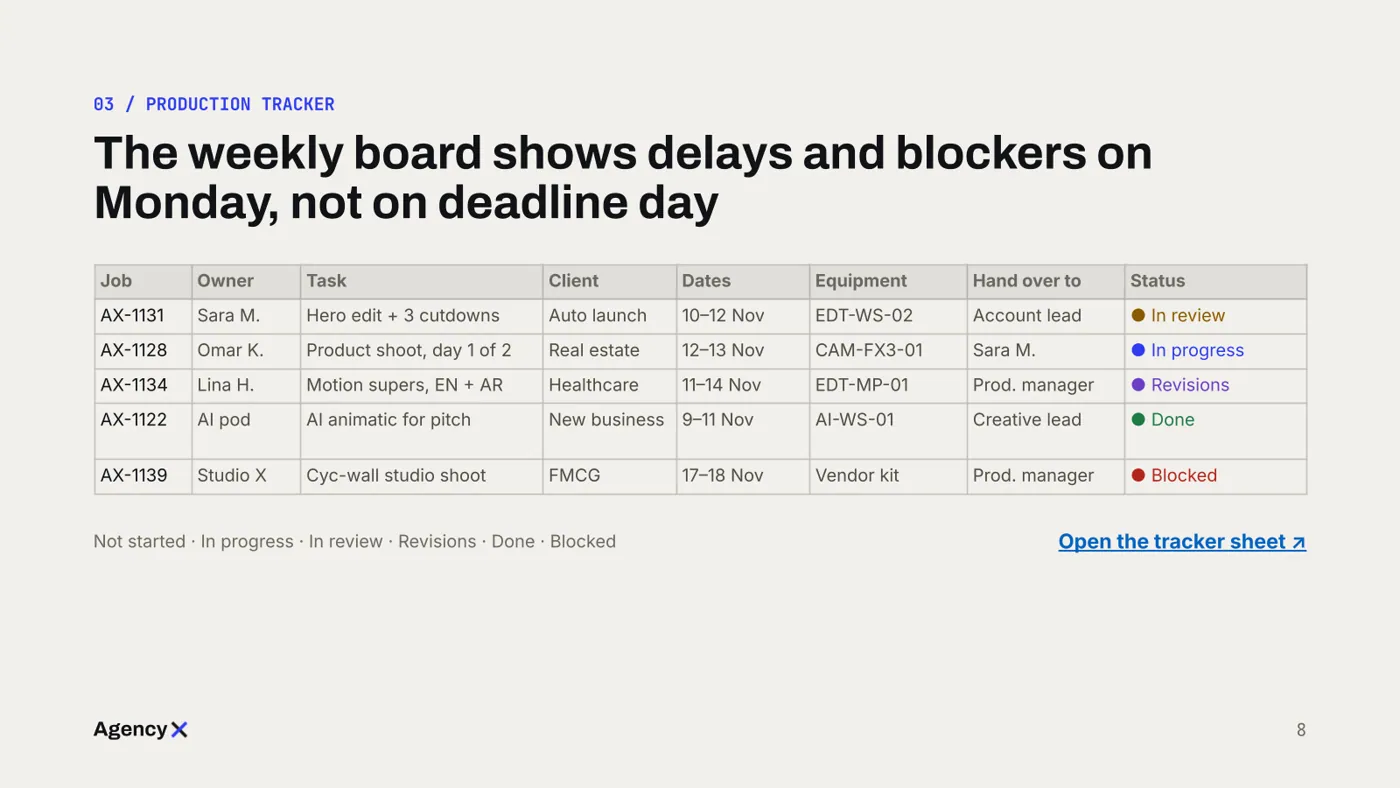 03 / PRODUCTION TRACKER
The weekly board shows delays and blockers on
Monday, not on deadline day
Job Owner Task Client Dates Equipment Hand over to Status
AX-1131 Sara M. Hero edit + 3 cutdowns Auto launch 10–12 Nov EDT-WS-02 Account lead In review
AX-1128 Omar K. Product shoot, day 1 of 2 Real estate 12–13 Nov CAM-FX3-01 Sara M. In progress
AX-1134 Lina H. Motion supers, EN + AR Healthcare 11–14 Nov EDT-MP-01 Prod. manager Revisions
AX-1122 AI pod AI animatic for pitch New business 9–11 Nov AI-WS-01 Creative lead Done
AX-1139 Studio X Cyc-wall studio shoot FMCG 17–18 Nov Vendor kit Prod. manager Blocked
Not started · In progress · In review · Revisions · Done · Blocked
Open the tracker sheet ↗
Agency X
8